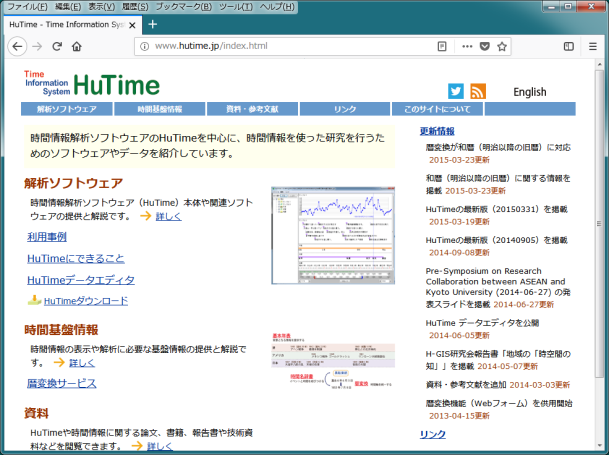 ファイル(F) 編集(E) 表示(V) 履歴(S) ブックマーク(B) ツール(T) ヘルプ(H)
HuTime - Time Information Sys
www.hutime.jp/index.html
Time
Information
System HuTime
English
解析ソフトウェア 時間基盤情報 資料・参考文献 リンク このサイトについて
時間情報解析ソフトウェアのHuTimeを中心に、時間情報を使った研究を行うた
めのソフトウェアやデータを紹介しています。
解析ソフトウェア
時間情報解析ソフトウェア（HuTime）本体や関連ソフト
ウェアの提供と解説です。 詳しく
利用事例
HuTimeにできること
HuTimeデータエディタ
HuTimeダウンロード
時間基盤情報
時間情報の表示や解析に必要な基盤情報の提供と解説で
す。 詳しく
暦変換サービス
資料
HuTimeや時間情報に関する論文、書籍、報告書や技術資
料などを閲覧できます。 詳しく
基本年表
時間名辞書
暦変換
更新情報
暦変換が和暦（明治以降の旧暦）に対応
2015-03-23更新
和暦（明治以降の旧暦）に関する情報を
掲載 2015-03-23更新
HuTimeの最新版（20150331）を掲載
2015-03-19更新
HuTimeの最新版（20140905）を掲載
2014-09-08更新
Pre-Symposium on Research
Collaboration between ASEAN and
Kyoto University (2014-06-27) の発
表スライドを掲載 2014-06-27更新
HuTime データエディタを公開
2014-06-05更新
H-GIS研究会報告書「地域の「時空間の
知」」を掲載 2014-05-07更新
資料・参考文献を追加 2014-03-03更新
暦変換機能（Webフォーム）を供用開始
2013-04-15更新
リンク